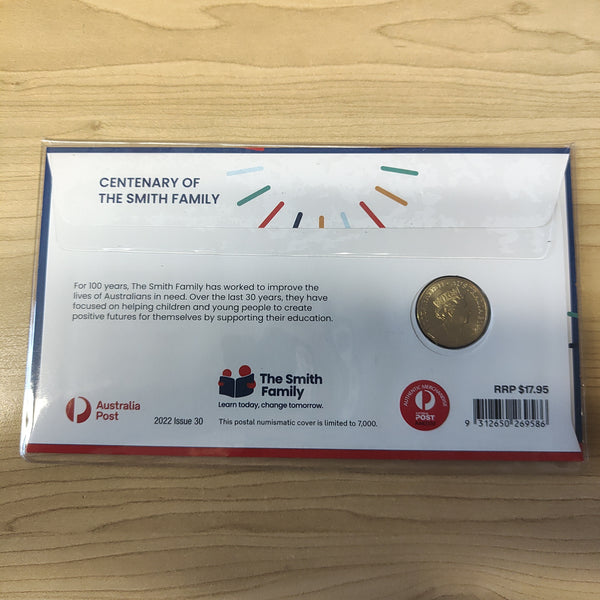 CENTENARY OF
THE SMITH FAMILY
For 100 years, The Smith Family has worked to improve the
lives of Australians in need. Over the last 30 years, they have
focused on helping children and young people to create
positive futures for themselves by supporting their education.
The Smith
Family
Learn today, change tomorrow.
Australia
Post
2022 Issue 30
This postal numismatic cover is limited to 7,000.
AUTHENTIC MERCHANDISE
POST
RRP $17.95
9 312650 269586